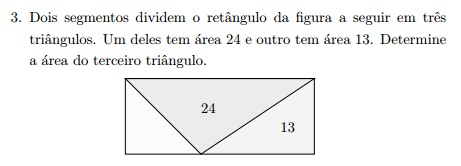 3. Dois segmentos dividem o retângulo da figura a seguir em três
triângulos. Um deles tem área 24 e outro tem área 13. Determine
a área do terceiro triângulo.
24
13